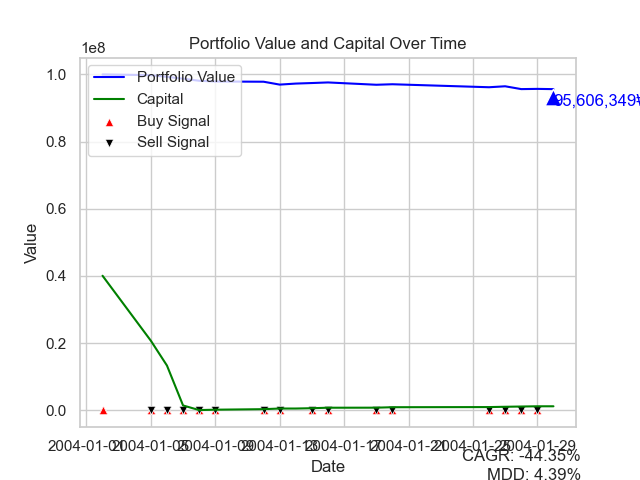 Portfolio Value and Capital Over Time
1e8
1.0
0.8
0.6
0.4
0.2
0.0
Value
Portfolio Value
Capital
Buy Signal
Sell Signal
95,606,349₩
2004-01-01
2004-01-05
2004-01-09
2004-01-13
2004-01-17
2004-01-21
2004-01-25
2004-01-29
Date
CAGR: -44.35%
MDD: 4.39%